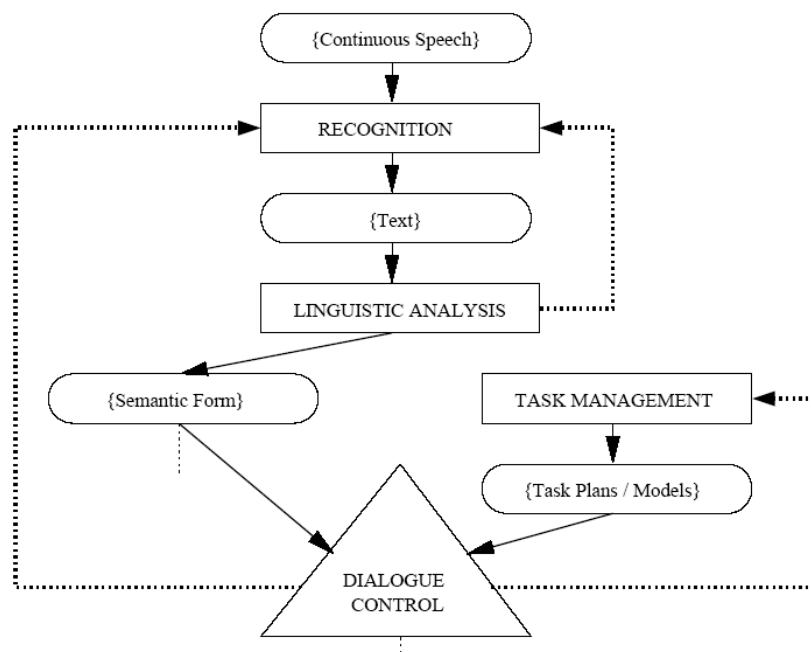 {Continuous Speech}
RECOGNITION
{Text}
LINGUISTIC ANALYSIS
{Semantic Form}
TASK MANAGEMENT
{Task Plans / Models}
DIALOGUE
CONTROL